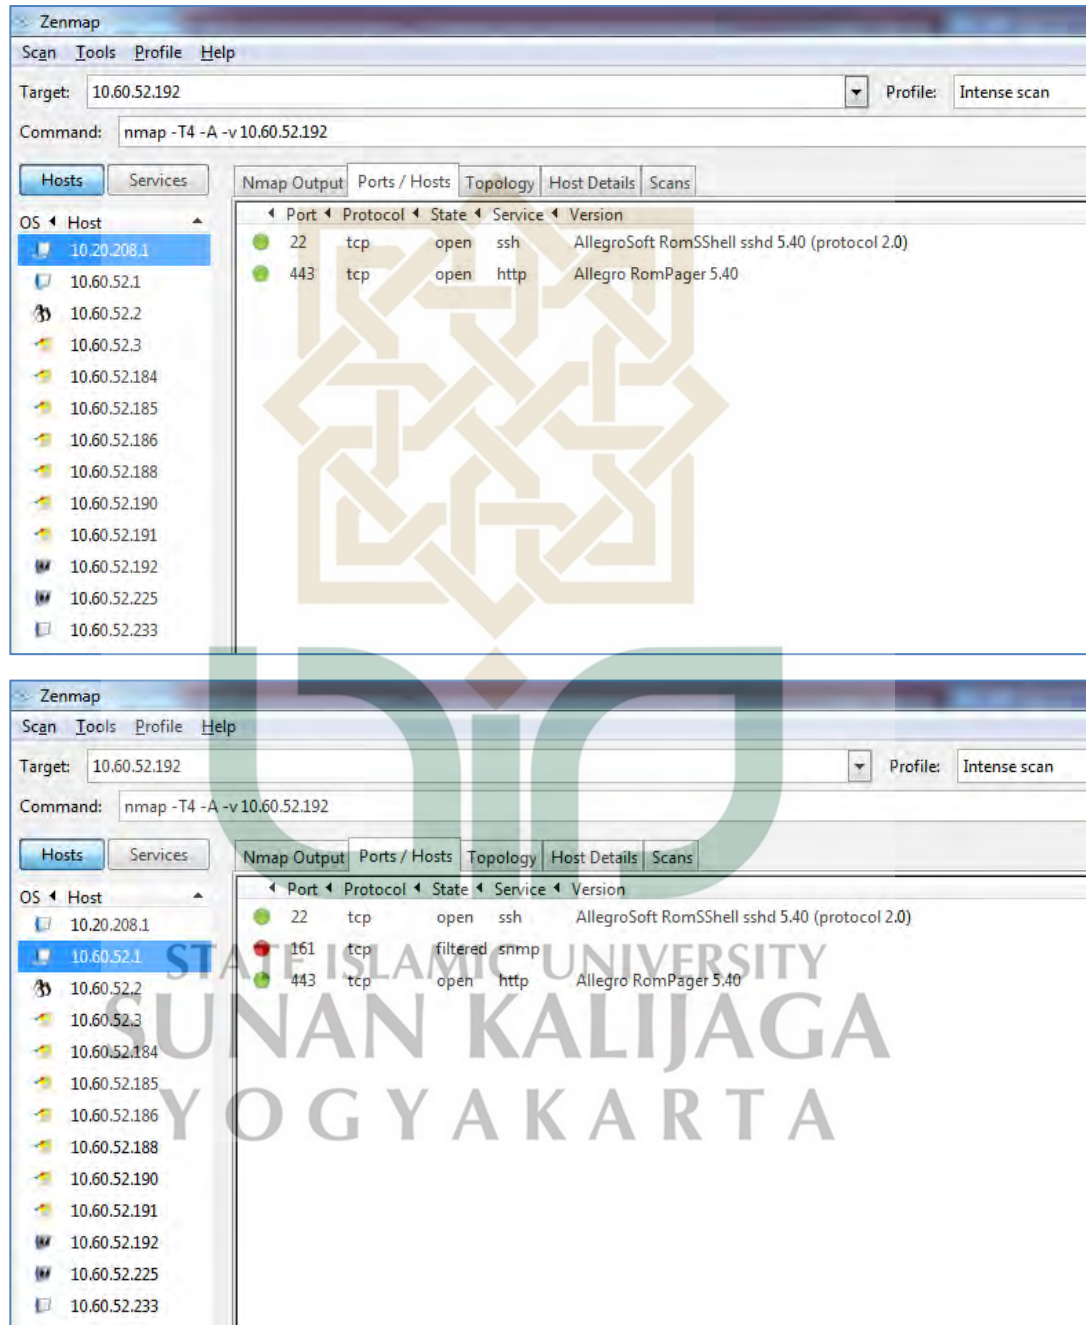 Zenmap
Scan Tools Profile Help
Target: 10.60.52.192 Profile: Intense scan
Command: nmap -T4 -A -v 10.60.52.192
Hosts Services Nmap Output Ports / Hosts Topology Host Details Scans
OS Host Port Protocol State Service Version
10.20.208.1 22 tcp open ssh AllegroSoft RomSShell sshd 5.40 (protocol 2.0)
10.60.52.1 443 tcp open http Allegro RomPager 5.40
10.60.52.2
10.60.52.3
10.60.52.184
10.60.52.185
10.60.52.186
10.60.52.188
10.60.52.190
10.60.52.191
10.60.52.192
10.60.52.225
10.60.52.233
Zenmap
Scan Tools Profile Help
Target: 10.60.52.192 Profile: Intense scan
Command: nmap -T4 -A -v 10.60.52.192
Hosts Services Nmap Output Ports / Hosts Topology Host Details Scans
OS Host Port Protocol State Service Version
10.20.208.1 22 tcp open ssh AllegroSoft RomSShell sshd 5.40 (protocol 2.0)
10.60.52.1 161 tcp filtered snmp
10.60.52.2 443 tcp open http Allegro RomPager 5.40
10.60.52.3
10.60.52.184
10.60.52.185
10.60.52.186
10.60.52.188
10.60.52.190
10.60.52.191
10.60.52.192
10.60.52.225
10.60.52.233
STATE ISLAMIC UNIVERSITY
SUNAN KALIJAGA
YOGYAKARTA